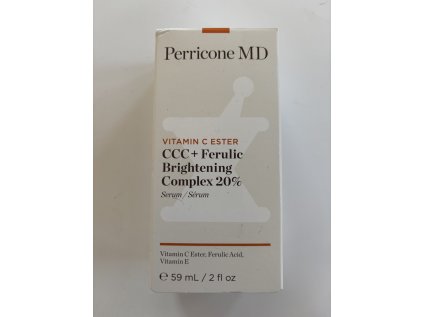 Perricone MD
VITAMIN C ESTER
CCC + Ferulic
Brightening
Complex 20%
Serum / Sérum
Vitamin C Ester, Ferulic Acid,
Vitamin E
℮ 59 mL / 2 fl oz